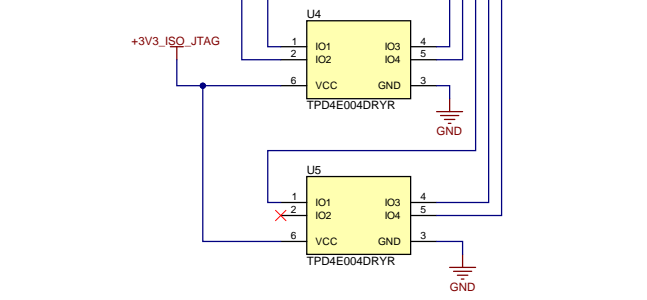 U4
+3V3_ISO_JTAG
1 IO1 IO3 4
2 IO2 IO4 5
6 VCC GND 3
TPD4E004DRYR
GND
U5
1 IO1 IO3 4
2 IO2 IO4 5
6 VCC GND 3
TPD4E004DRYR
GND